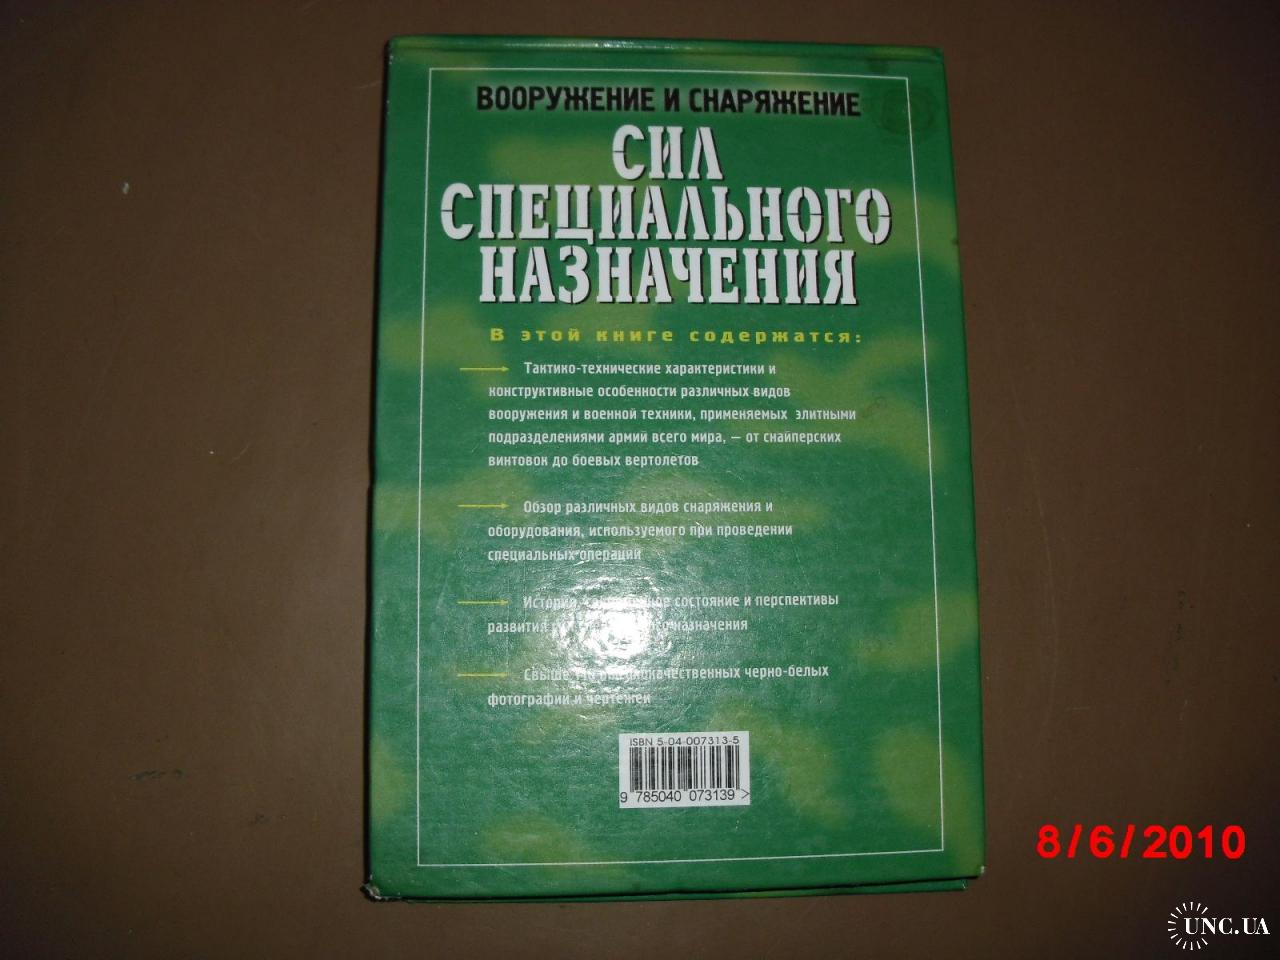 ВООРУЖЕНИЕ И СНАРЯЖЕНИЕ
СИЛ
СПЕЦИАЛЬНОГО
НАЗНАЧЕНИЯ
В этой книге содержатся:
Тактико-технические характеристики и
конструктивные особенности различных видов
вооружения и военной техники, применяемых элитными
подразделениями армий всего мира, – от снайперских
винтовок до боевых вертолётов
Обзор различных видов снаряжения и
оборудования, используемого при проведении
специальных операций
История, состояние и перспективы
развития назначения
Свыше черно-белых
фотографий и чертежей
ISBN 5-04-007313-5
9 785040 073139 >
8/6/2010
UNC.UA